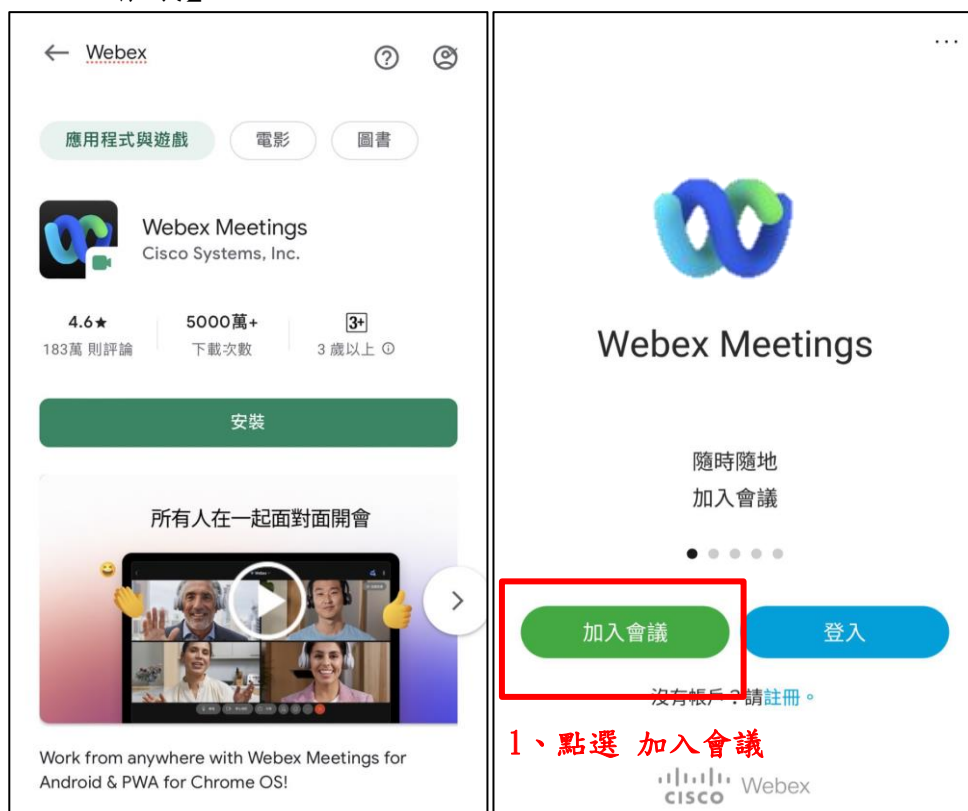 Webex
應用程式與遊戲
電影
圖書
Webex Meetings
Cisco Systems, Inc.
4.6★
183萬 則評論
5000萬+
下載次數
3+
3 歲以上
安裝
所有人在一起面對面開會
Work from anywhere with Webex Meetings for
Android & PWA for Chrome OS!
...
Webex Meetings
隨時隨地
加入會議
加入會議
登入
沒有帳戶？請註冊。
1、點選 加入會議
CISCO Webex